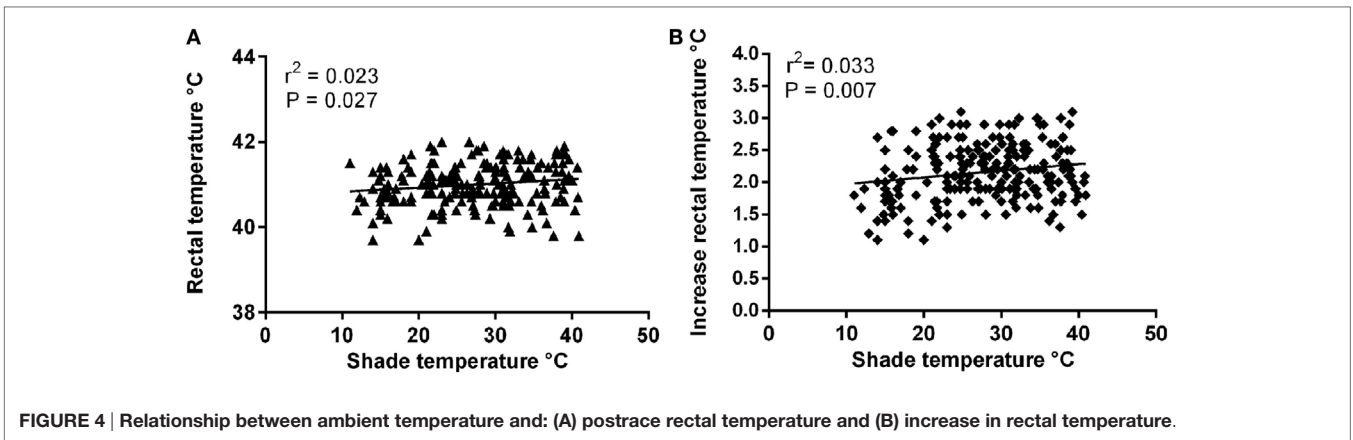 A
r² = 0.023
P = 0.027
Rectal temperature °C
44
42
40
38
0 10 20 30 40 50
Shade temperature °C
B
r²= 0.033
P = 0.007
Increase rectal temperature °C
4.0
3.5
3.0
2.5
2.0
1.5
1.0
0.5
0.0
0 10 20 30 40 50
Shade temperature °C
FIGURE 4 | Relationship between ambient temperature and: (A) postrace rectal temperature and (B) increase in rectal temperature.